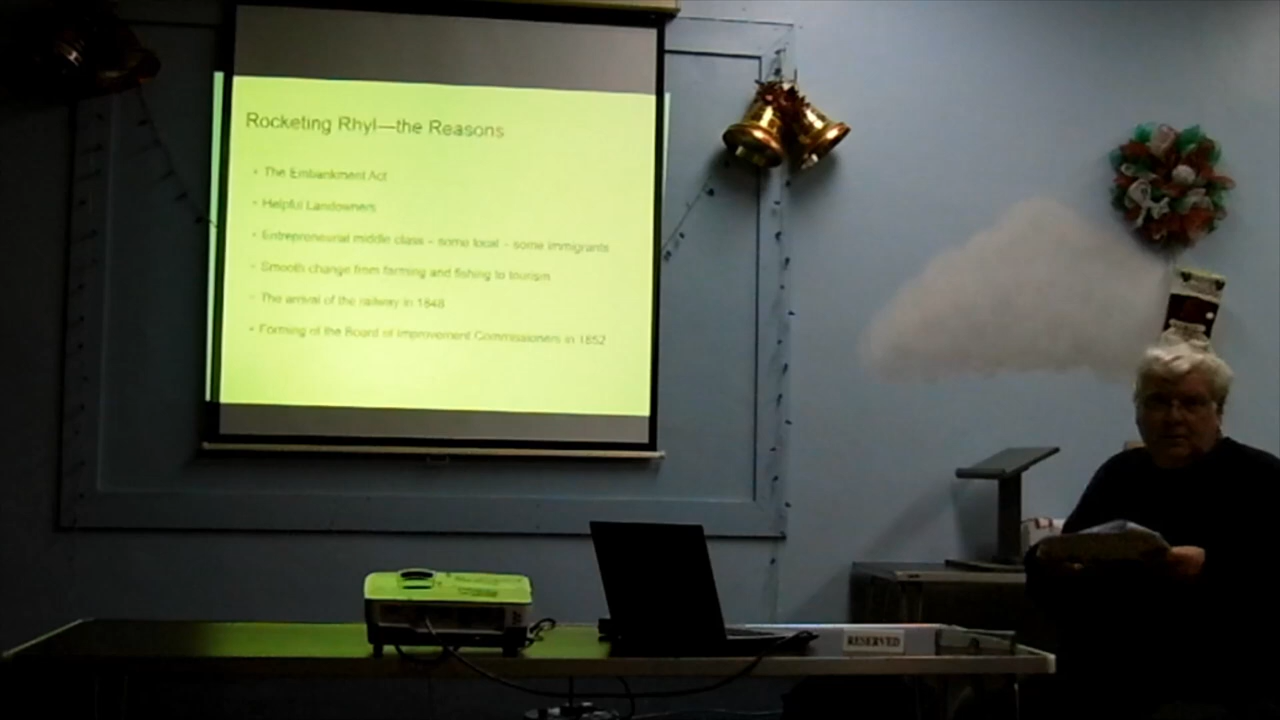 Rocketing Rhyl—the Reasons
• The Embankment Act
• Helpful Landowners
• Entrepreneurial middle class – some local – some immigrants
• Smooth change from farming and fishing to tourism
• The arrival of the railway in 1848
• Forming of the Board of Improvement Commissioners in 1852
RESERVED